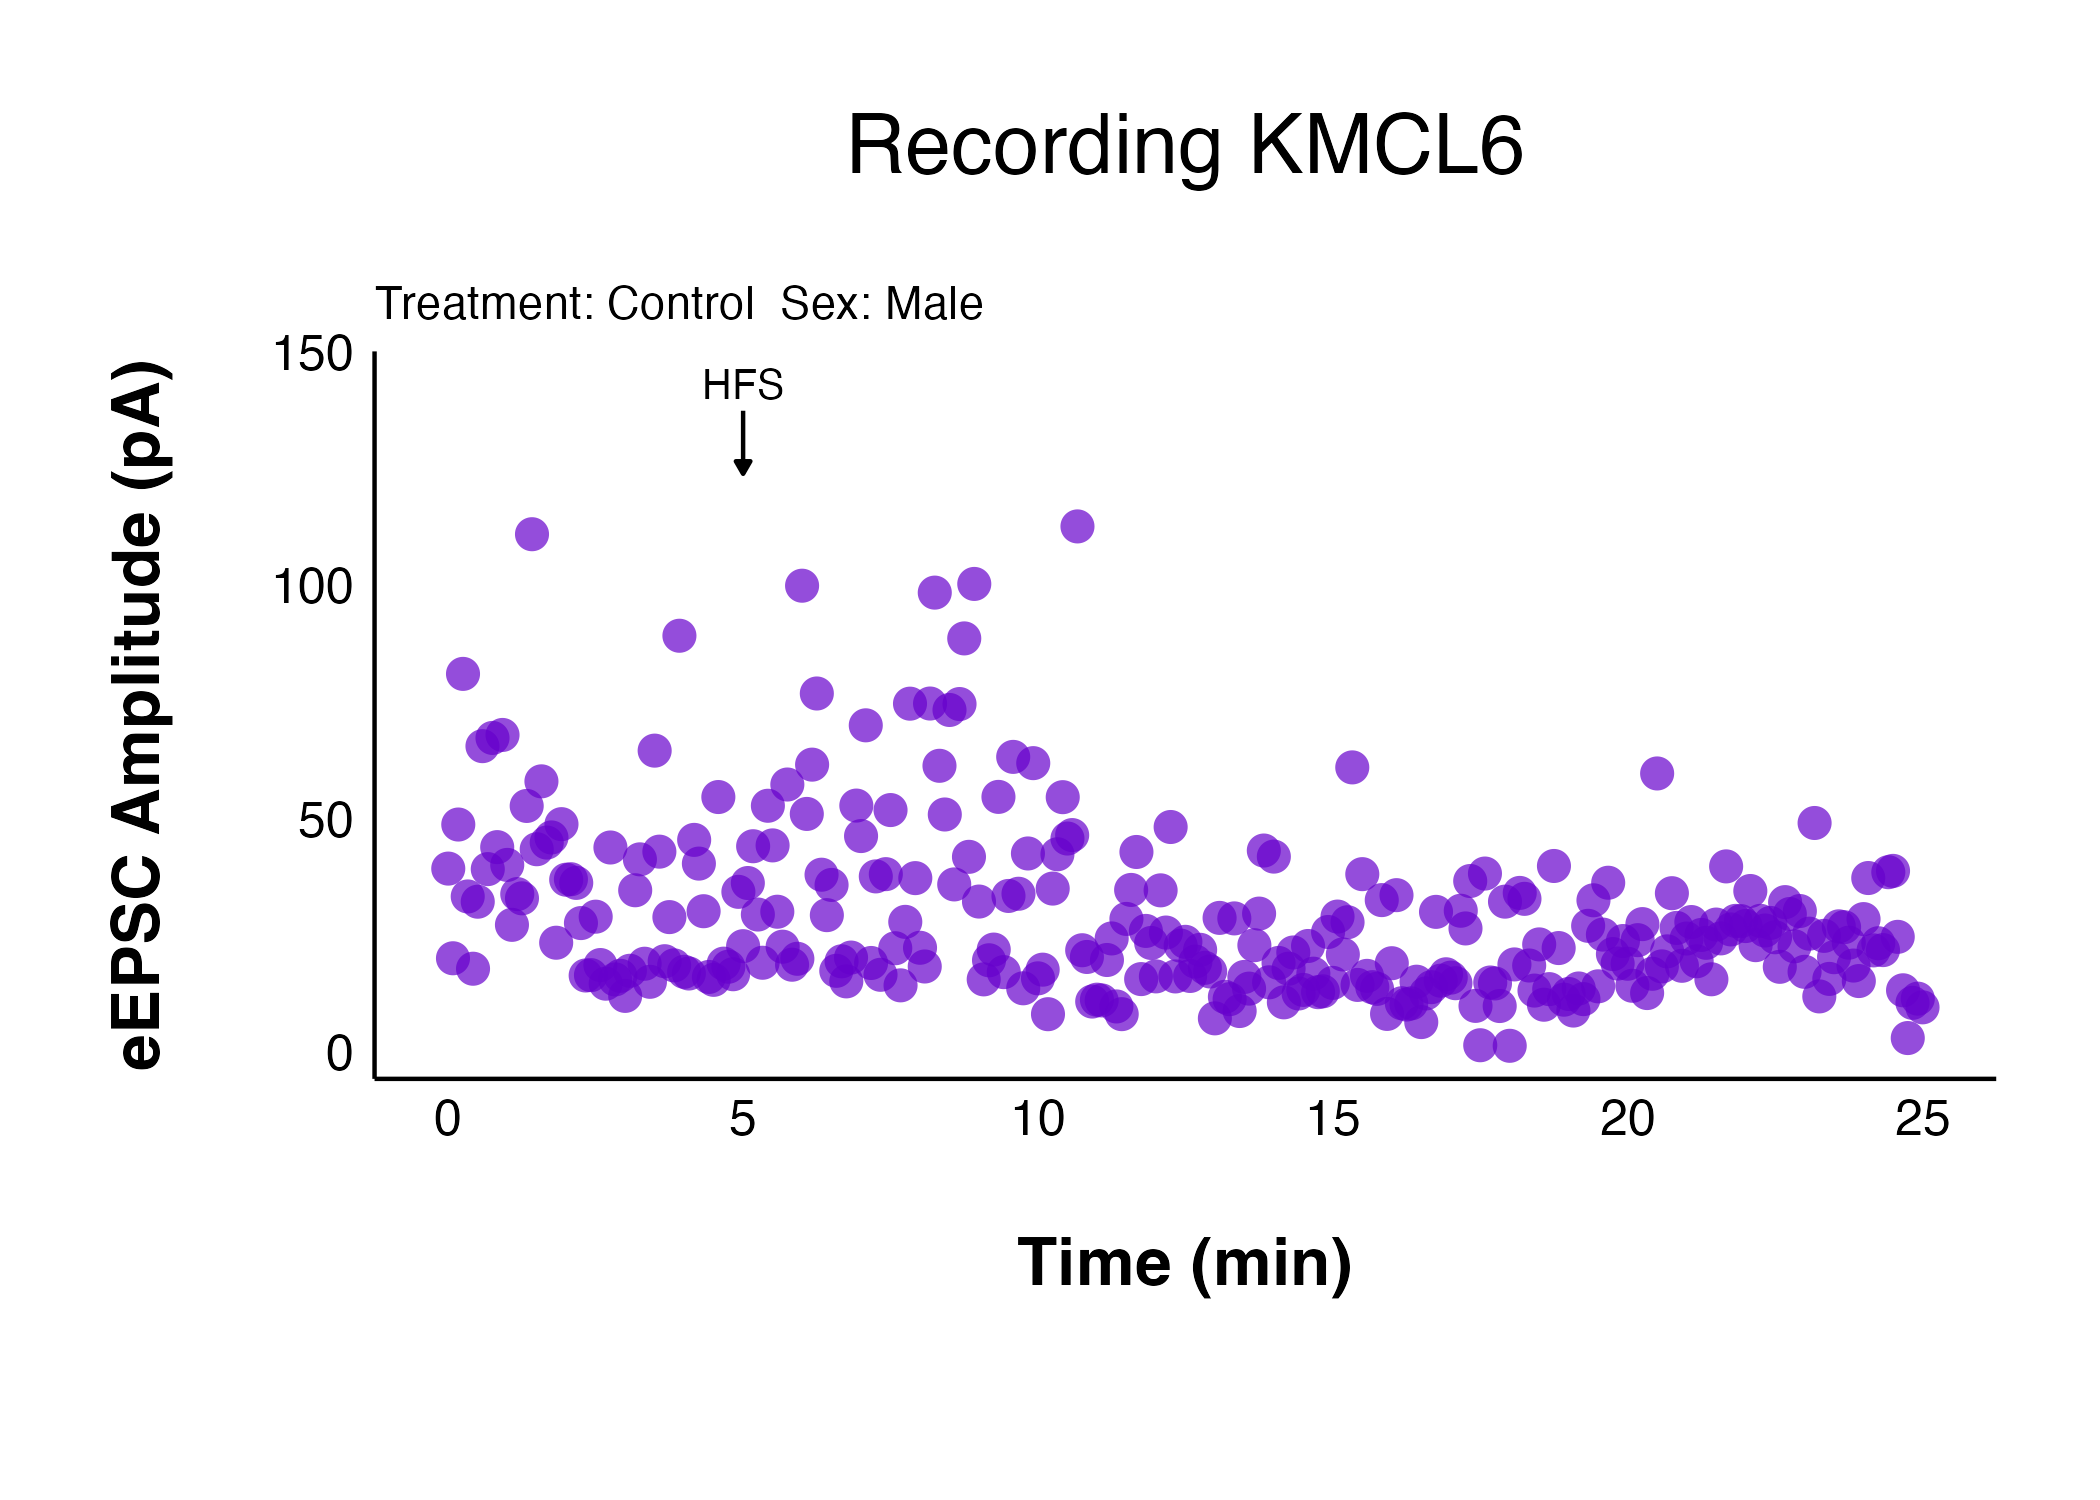 Recording KMCL6
Treatment: Control  Sex: Male
150
HFS
100
50
0
eEPSC Amplitude (pA)
0 5 10 15 20 25
Time (min)